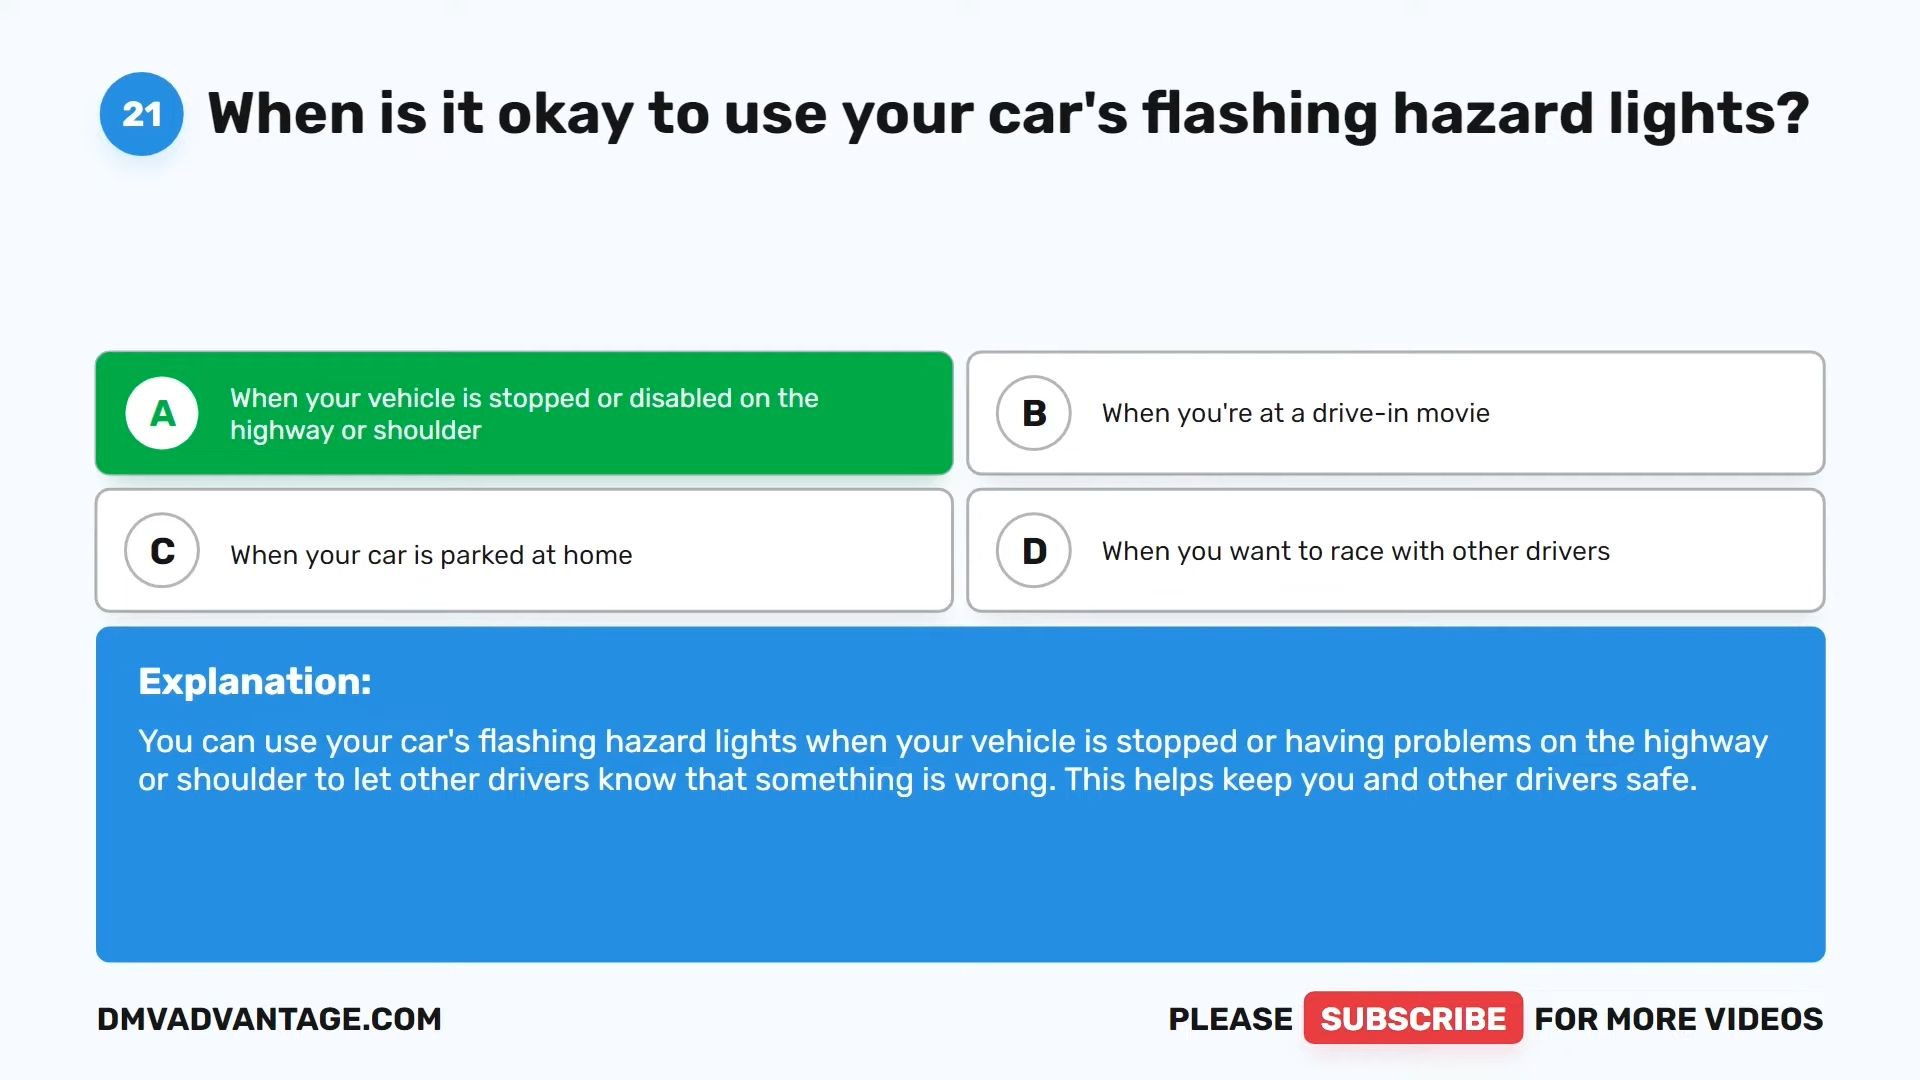 21 When is it okay to use your car's flashing hazard lights?
A When your vehicle is stopped or disabled on the
highway or shoulder
B When you're at a drive-in movie
C When your car is parked at home
D When you want to race with other drivers
Explanation:
You can use your car's flashing hazard lights when your vehicle is stopped or having problems on the highway
or shoulder to let other drivers know that something is wrong. This helps keep you and other drivers safe.
DMVADVANTAGE.COM
PLEASE SUBSCRIBE FOR MORE VIDEOS